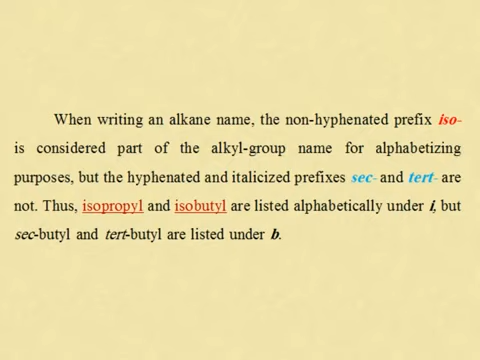 When writing an alkane name, the non-hyphenated prefix iso-
is considered part of the alkyl-group name for alphabetizing
purposes, but the hyphenated and italicized prefixes sec- and tert- are
not. Thus, isopropyl and isobutyl are listed alphabetically under i, but
sec-butyl and tert-butyl are listed under b.